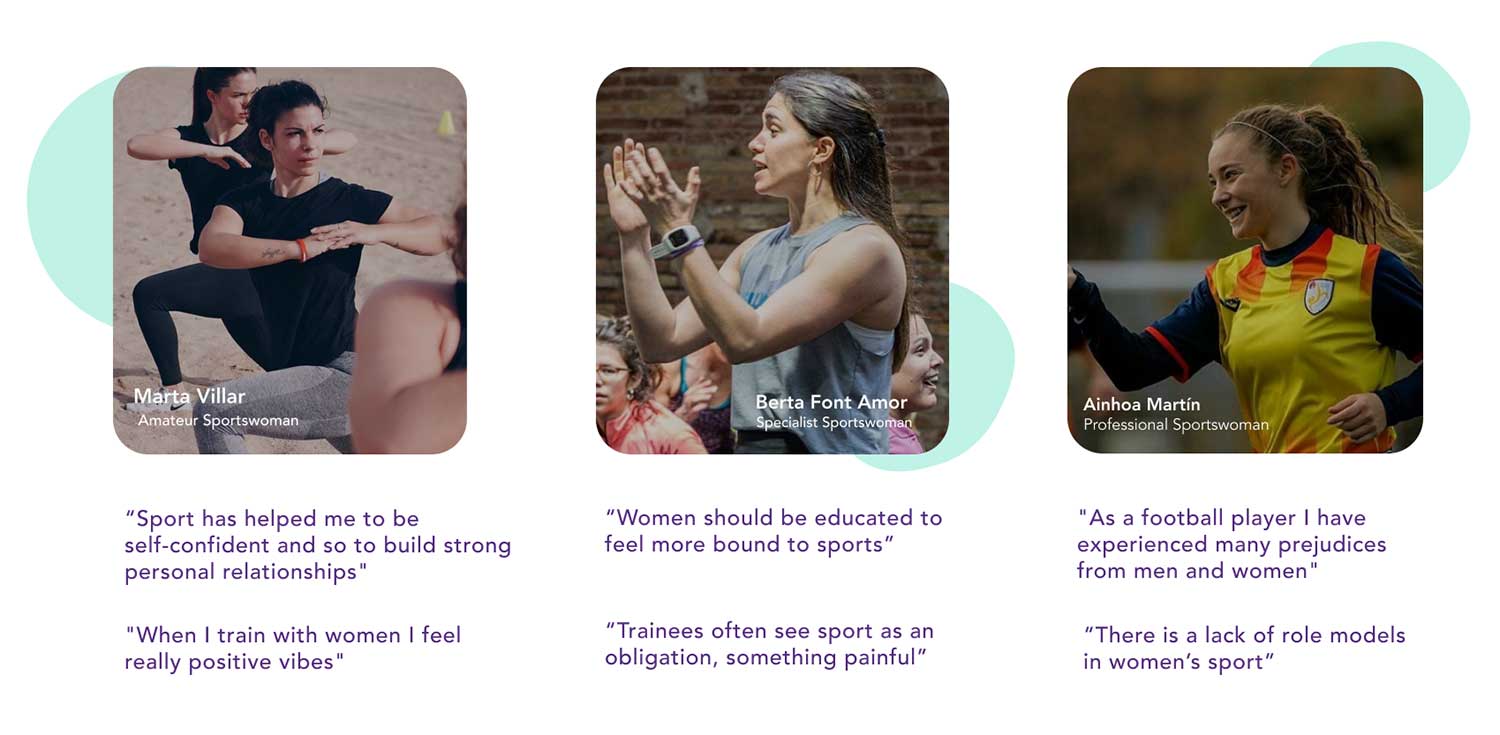 Marta Villar
Amateur Sportswoman
“Sport has helped me to be
self-confident and so to build strong
personal relationships"
"When I train with women I feel
really positive vibes"
Berta Font Amor
Specialist Sportswoman
“Women should be educated to
feel more bound to sports”
“Trainees often see sport as an
obligation, something painful”
Ainhoa Martín
Professional Sportswoman
"As a football player I have
experienced many prejudices
from men and women"
“There is a lack of role models
in women’s sport”